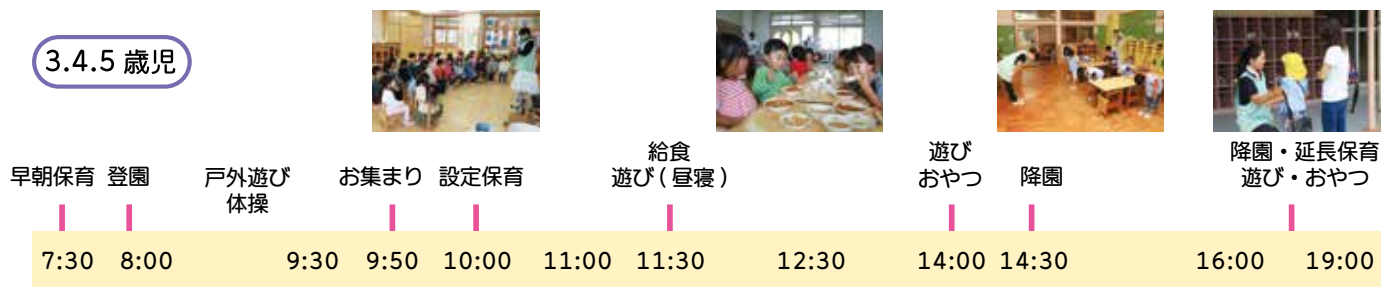 3.4.5 歳児
早朝保育 登園 戸外遊び 体操 お集まり 設定保育 給食 遊び ( 昼寝 ) 遊び おやつ 降園 降園・延長保育 遊び・おやつ
7:30 8:00 9:30 9:50 10:00 11:00 11:30 12:30 14:00 14:30 16:00 19:00